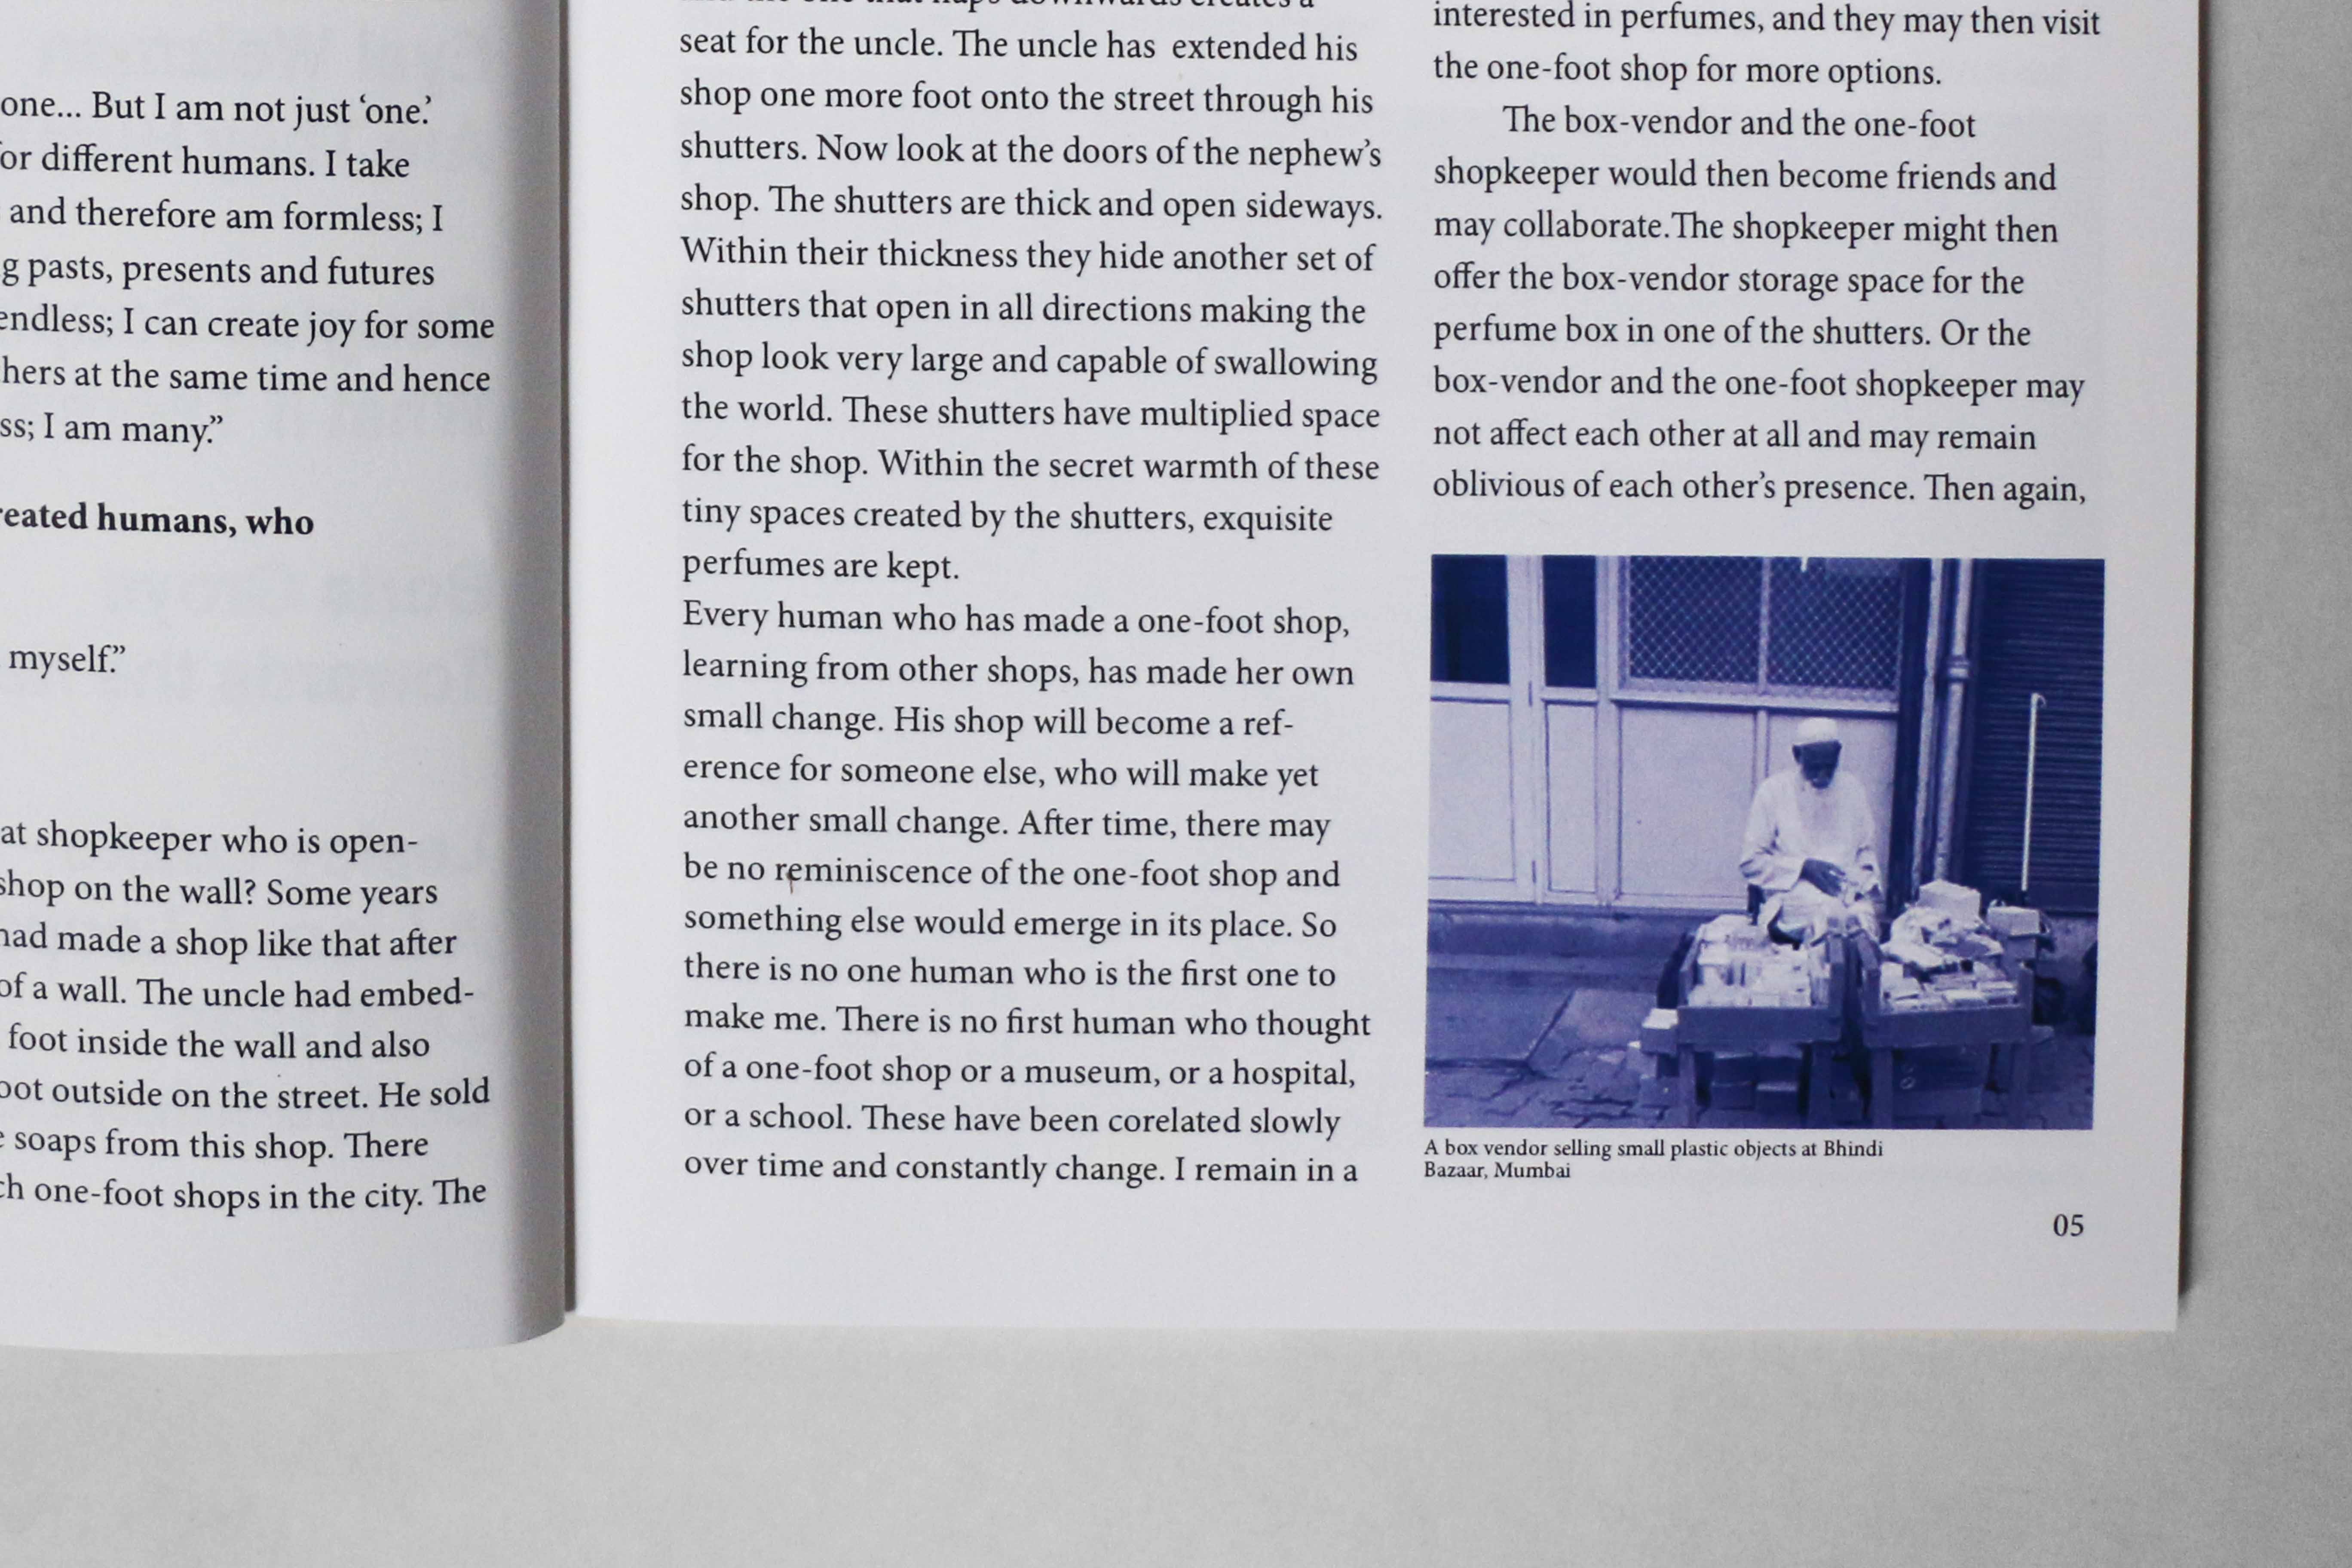 one... But I am not just ‘one.’
or different humans. I take
and therefore am formless; I
g pasts, presents and futures
endless; I can create joy for some
hers at the same time and hence
ss; I am many.”
reated humans, who
myself.”
at shopkeeper who is open-
shop on the wall? Some years
had made a shop like that after
of a wall. The uncle had embed-
foot inside the wall and also
oot outside on the street. He sold
soaps from this shop. There
ch one-foot shops in the city. The
seat for the uncle. The uncle has extended his
shop one more foot onto the street through his
shutters. Now look at the doors of the nephew’s
shop. The shutters are thick and open sideways.
Within their thickness they hide another set of
shutters that open in all directions making the
shop look very large and capable of swallowing
the world. These shutters have multiplied space
for the shop. Within the secret warmth of these
tiny spaces created by the shutters, exquisite
perfumes are kept.
Every human who has made a one-foot shop,
learning from other shops, has made her own
small change. His shop will become a ref-
erence for someone else, who will make yet
another small change. After time, there may
be no reminiscence of the one-foot shop and
something else would emerge in its place. So
there is no one human who is the first one to
make me. There is no first human who thought
of a one-foot shop or a museum, or a hospital,
or a school. These have been corelated slowly
over time and constantly change. I remain in a
interested in perfumes, and they may then visit
the one-foot shop for more options.
The box-vendor and the one-foot
shopkeeper would then become friends and
may collaborate.The shopkeeper might then
offer the box-vendor storage space for the
perfume box in one of the shutters. Or the
box-vendor and the one-foot shopkeeper may
not affect each other at all and may remain
oblivious of each other’s presence. Then again,
A box vendor selling small plastic objects at Bhindi
Bazaar, Mumbai
05